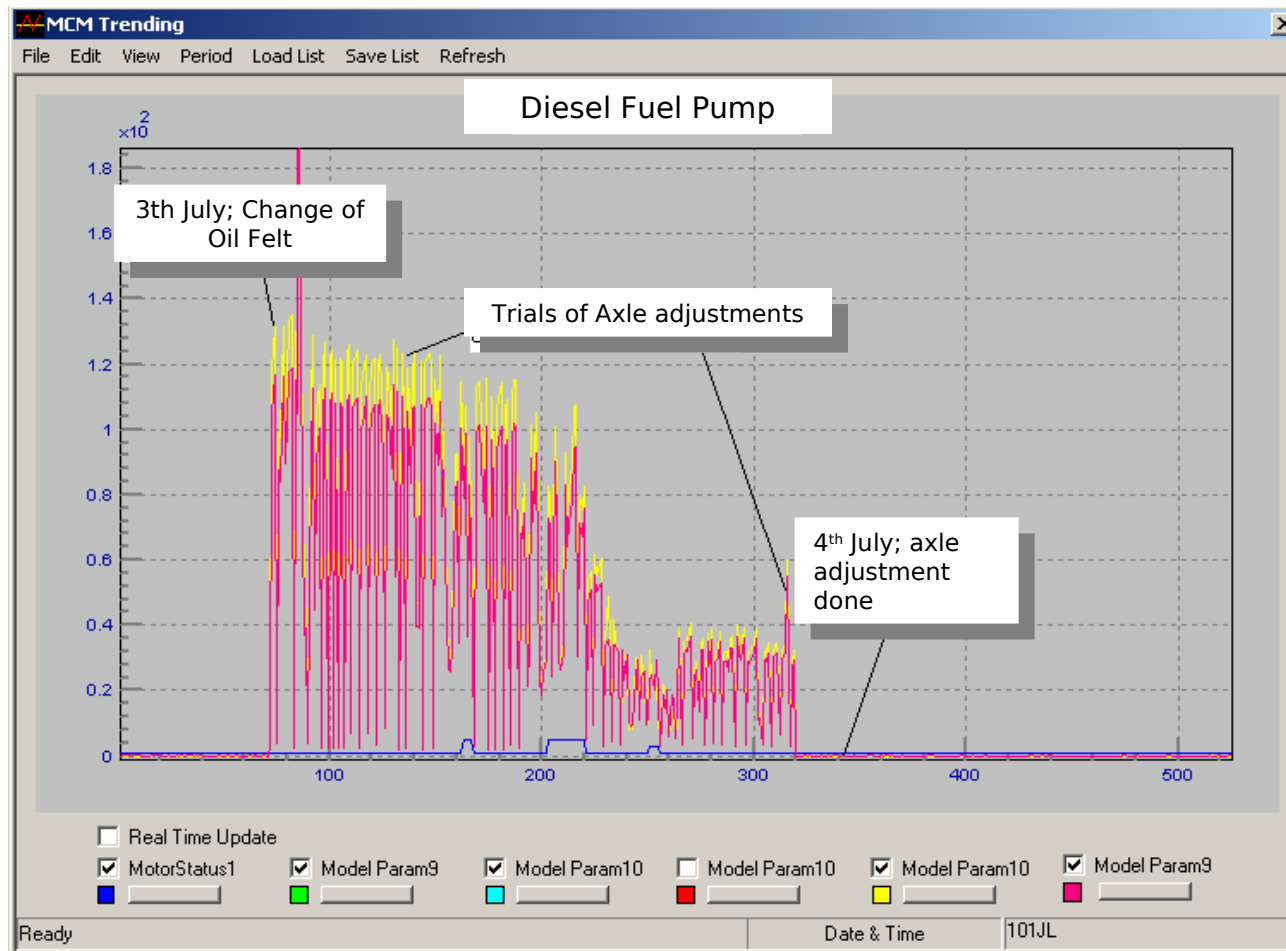 MCM Trending
File Edit View Period Load List Save List Refresh
Diesel Fuel Pump
2
x10
1.8
3th July; Change of
Oil Felt
1.6
1.4
Trials of Axle adjustments
1.2
1
0.8
4th July; axle
adjustment
done
0.6
0.4
0.2
0
100 200 300 400 500
Real Time Update
MotorStatus1 Model Param9 Model Param10 Model Param10 Model Param10 Model Param9
Ready Date & Time 101JL